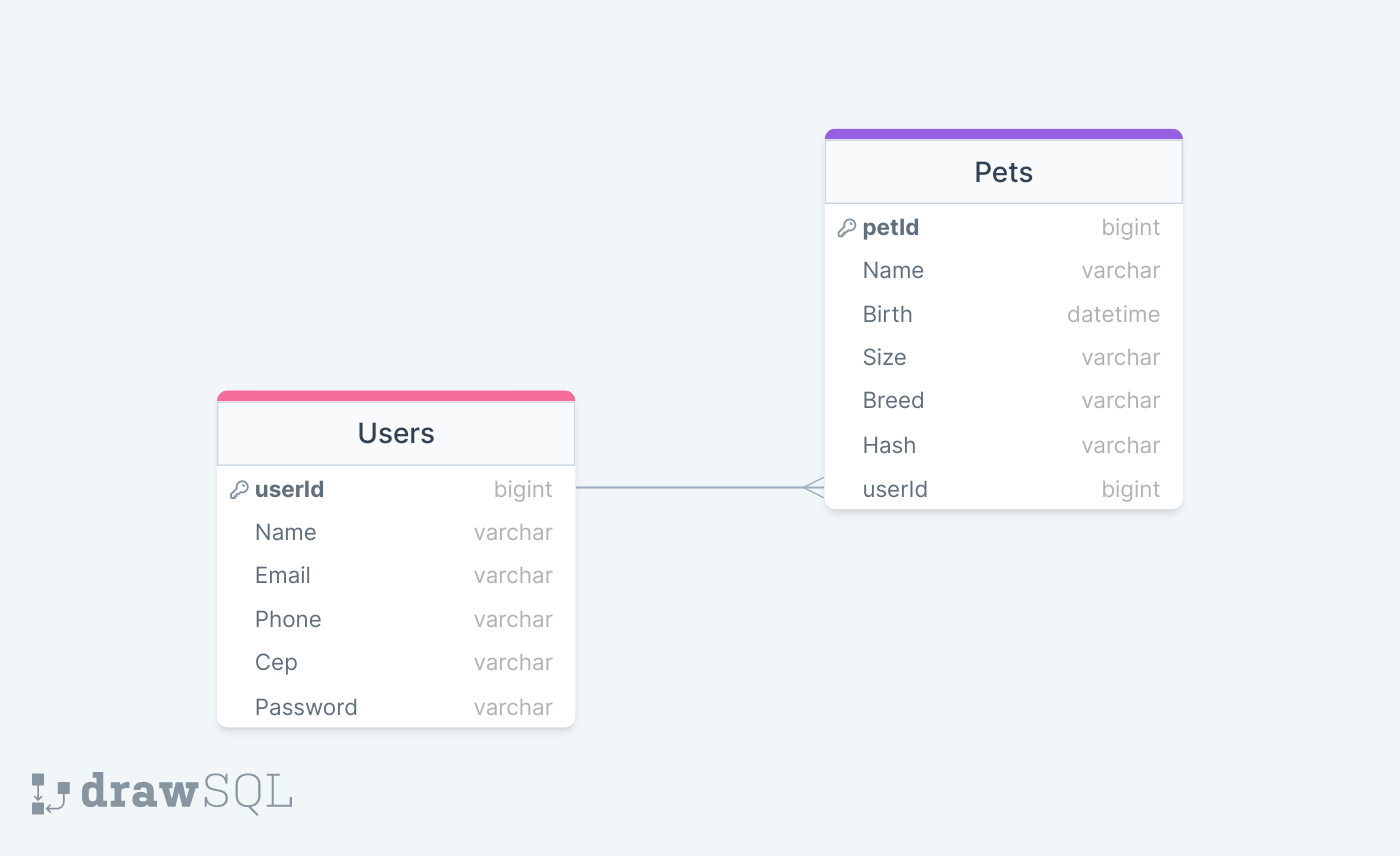 Pets
petId bigint
Name varchar
Birth datetime
Size varchar
Breed varchar
Hash varchar
userId bigint
Users
userId bigint
Name varchar
Email varchar
Phone varchar
Cep varchar
Password varchar
drawSQL